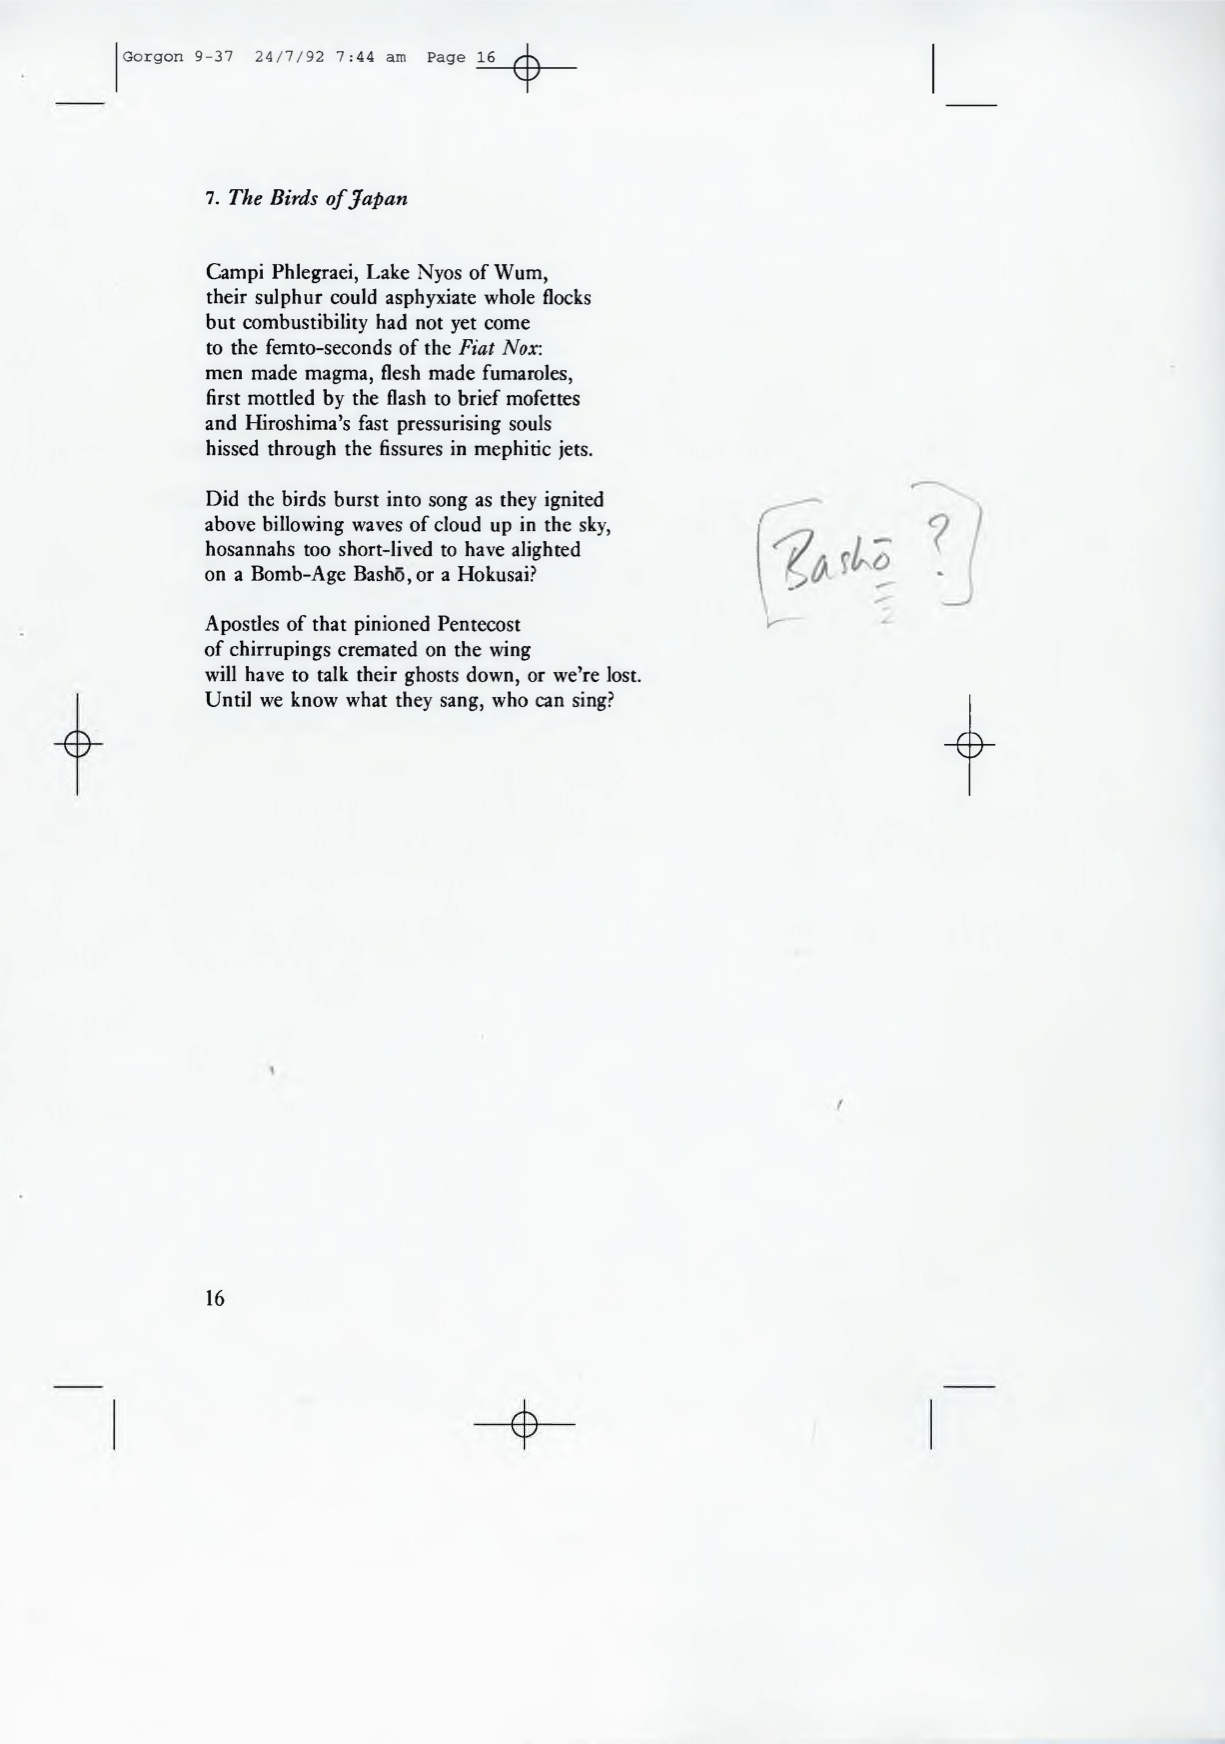 Gorgon 9-37 24/7/92 7:44 am Page 16
7. The Birds of Japan
Campi Phlegraei, Lake Nyos of Wum,
their sulphur could asphyxiate whole flocks
but combustibility had not yet come
to the femto-seconds of the Fiat Nox:
men made magma, flesh made fumaroles,
first mottled by the flash to brief mofettes
and Hiroshima's fast pressurising souls
hissed through the fissures in mephitic jets.
Did the birds burst into song as they ignited
above billowing waves of cloud up in the sky,
hosannahs too short-lived to have alighted
on a Bomb-Age Bashō, or a Hokusai?
Bashō ?
Apostles of that pinioned Pentecost
of chirrupings cremated on the wing
will have to talk their ghosts down, or we're lost.
Until we know what they sang, who can sing?
16